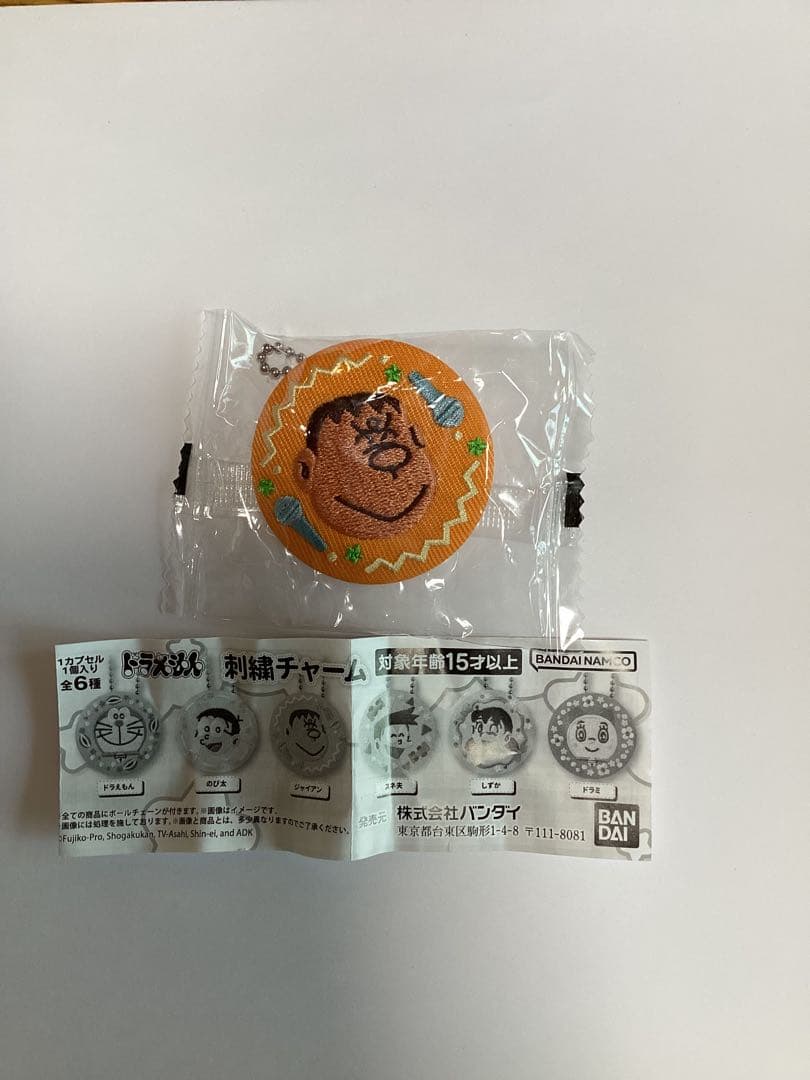 1カプセル
1個入り
全6種
ドラえもん 刺繍チャーム 対象年齢15才以上 BANDAI NAMCO
ドラえもん のび太 ジャイアン スネ夫 しずか ドラミ
全ての商品にボールチェーンが付きます。※画像はイメージです。
※画像には処理を施しております。※画像と商品とは、多少異なりますのでご了承ください。
©Fujiko-Pro, Shogakukan, TV-Asahi, Shin-ei, and ADK
発売元 株式会社バンダイ
東京都台東区駒形1-4-8 〒111-8081
BAN
DAI